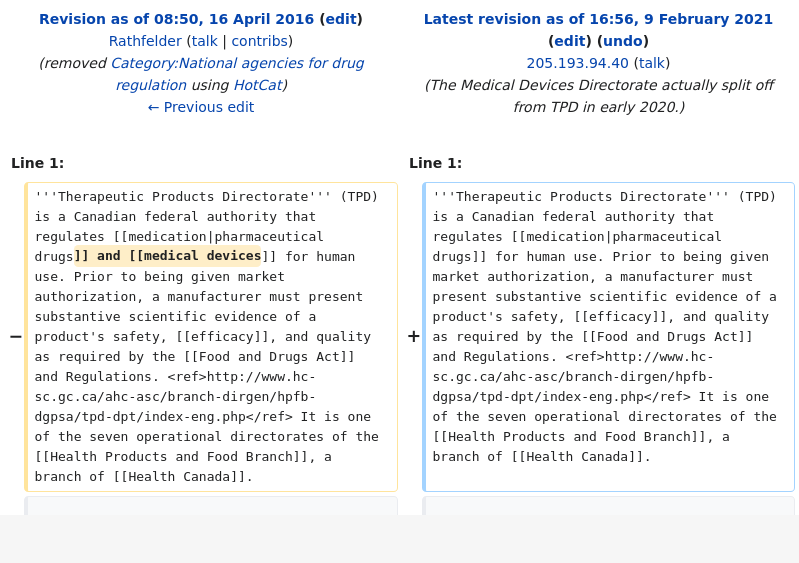 Revision as of 08:50, 16 April 2016 (edit)
Rathfelder (talk | contribs)
(removed Category:National agencies for drug
regulation using HotCat)
← Previous edit
Latest revision as of 16:56, 9 February 2021
(edit) (undo)
205.193.94.40 (talk)
(The Medical Devices Directorate actually split off
from TPD in early 2020.)
Line 1:
Line 1:
−
'''Therapeutic Products Directorate''' (TPD)
is a Canadian federal authority that
regulates [[medication|pharmaceutical
drugs]] and [[medical devices]] for human
use. Prior to being given market
authorization, a manufacturer must present
substantive scientific evidence of a
product's safety, [[efficacy]], and quality
as required by the [[Food and Drugs Act]]
and Regulations. <ref>http://www.hc-
sc.gc.ca/ahc-asc/branch-dirgen/hpfb-
dgpsa/tpd-dpt/index-eng.php</ref> It is one
of the seven operational directorates of the
[[Health Products and Food Branch]], a
branch of [[Health Canada]].
+
'''Therapeutic Products Directorate''' (TPD)
is a Canadian federal authority that
regulates [[medication|pharmaceutical
drugs]] for human use. Prior to being given
market authorization, a manufacturer must
present substantive scientific evidence of a
product's safety, [[efficacy]], and quality
as required by the [[Food and Drugs Act]]
and Regulations. <ref>http://www.hc-
sc.gc.ca/ahc-asc/branch-dirgen/hpfb-
dgpsa/tpd-dpt/index-eng.php</ref> It is one
of the seven operational directorates of the
[[Health Products and Food Branch]], a
branch of [[Health Canada]].